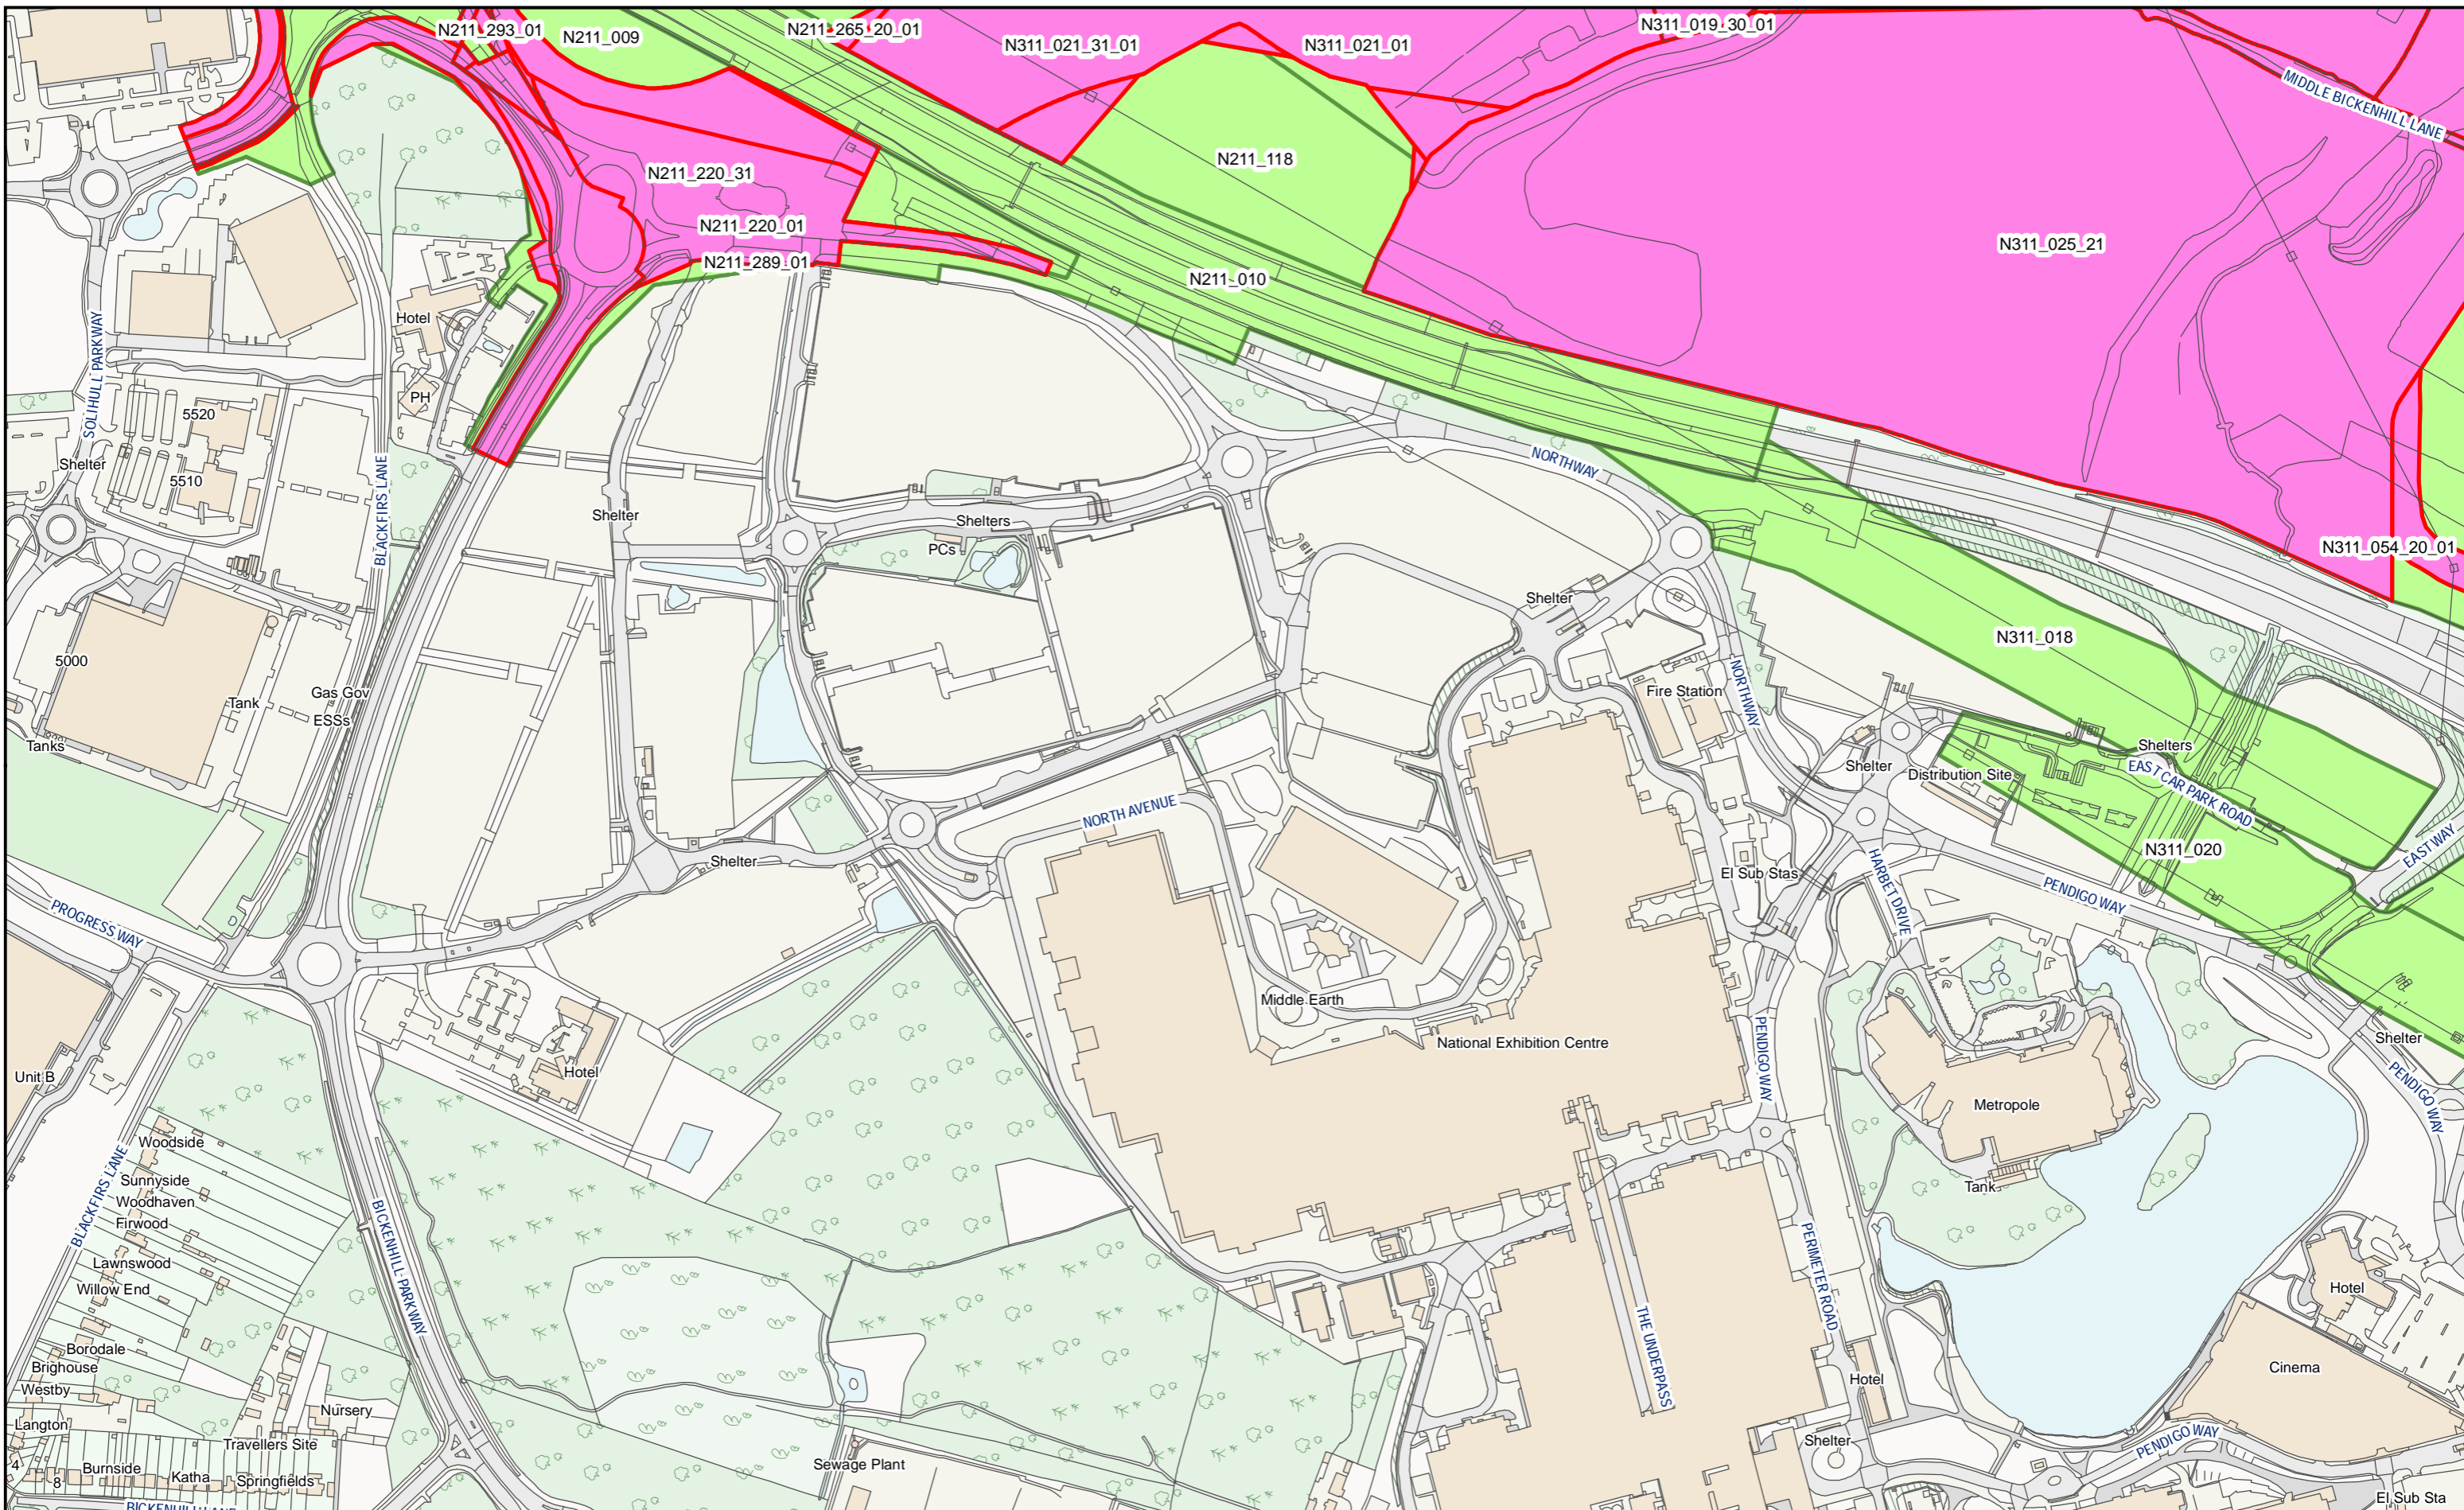 N211_293_01
N211_009
N211_265_20_01
N311_021_31_01
N311_021_01
N311_019_30_01
MIDDLE BICKENHILL LANE
N211_118
N211_220_31
N211_220_01
N211_289_01
N211_010
N311_025_21
SOLIHULL PARKWAY
Hotel
PH
5520
5510
Shelter
BLACKFIRS LANE
NORTHWAY
Shelter
Shelters
PCs
N311_054_20_01
Shelter
N311_018
5000
Tank
Gas Gov
ESSs
Tanks
Fire Station
NORTHWAY
Shelters
Shelter
Distribution Site
EAST CAR PARK ROAD
NORTH AVENUE
EAST WAY
N311_020
Shelter
El Sub Stas
HARBET DRIVE
PENDIGO WAY
PROGRESS WAY
Middle Earth
National Exhibition Centre
PENDIGO WAY
Shelter
PENDIGO WAY
Unit B
Hotel
Metropole
Woodside
Sunnyside
Woodhaven
Firwood
BLACKFIRS LANE
Lawnswood
Willow End
BICKENHILL PARKWAY
Tank
PERIMETER ROAD
Hotel
THE UNDERPASS
Borodale
Brighouse
Westby
Langton
Nursery
Cinema
Hotel
Travellers Site
4
8
Burnside
Katha
Springfields
Sewage Plant
Shelter
PENDIGO WAY
BICKENHILL LANE
El Sub Sta